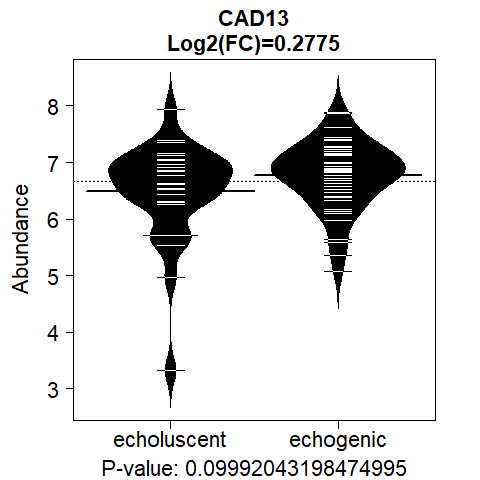 CAD13
Log2(FC)=0.2775
Abundance
8
7
6
5
4
3
echoluscent echogenic
P-value: 0.09992043198474995